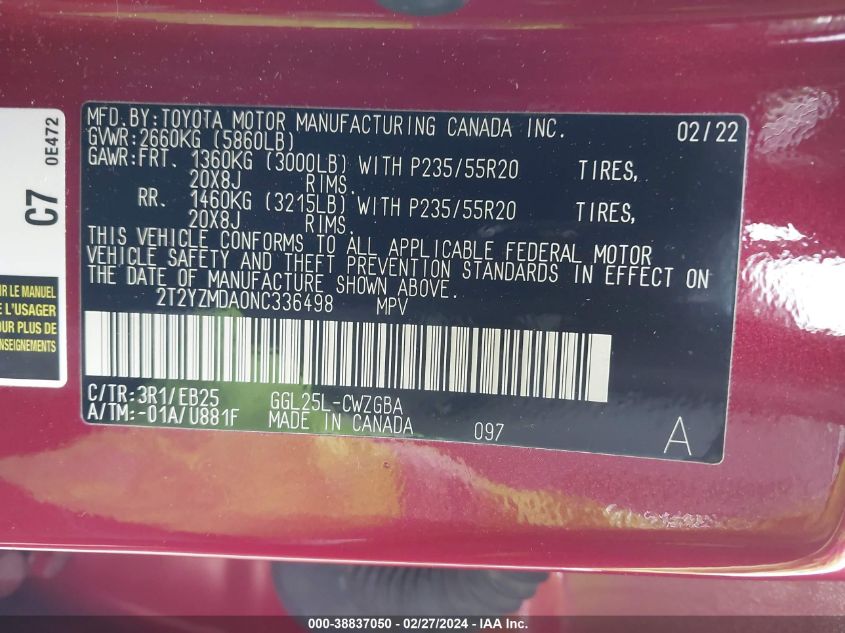 C7 0E472
R LE MANUEL
E L'USAGER
OUR PLUS DE
NSEIGNEMENTS
MFD.BY:TOYOTA MOTOR MANUFACTURING CANADA INC. 02/22
GVWR:2660KG (5860LB)
GAWR:FRT. 1360KG (3000LB) WITH P235/55R20 TIRES,
20X8J RIMS.
RR. 1460KG (3215LB) WITH P235/55R20 TIRES,
20X8J RIMS.
THIS VEHICLE CONFORMS TO ALL APPLICABLE FEDERAL MOTOR
VEHICLE SAFETY AND THEFT PREVENTION STANDARDS IN EFFECT ON
THE DATE OF MANUFACTURE SHOWN ABOVE.
2T2YZMDA0NC336498 MPV
C/TR:3R1/EB25 GGL25L-CWZGBA
A/TM:-01A/U881F MADE IN CANADA 097 A
000-38837050 - 02/27/2024 - IAA Inc.